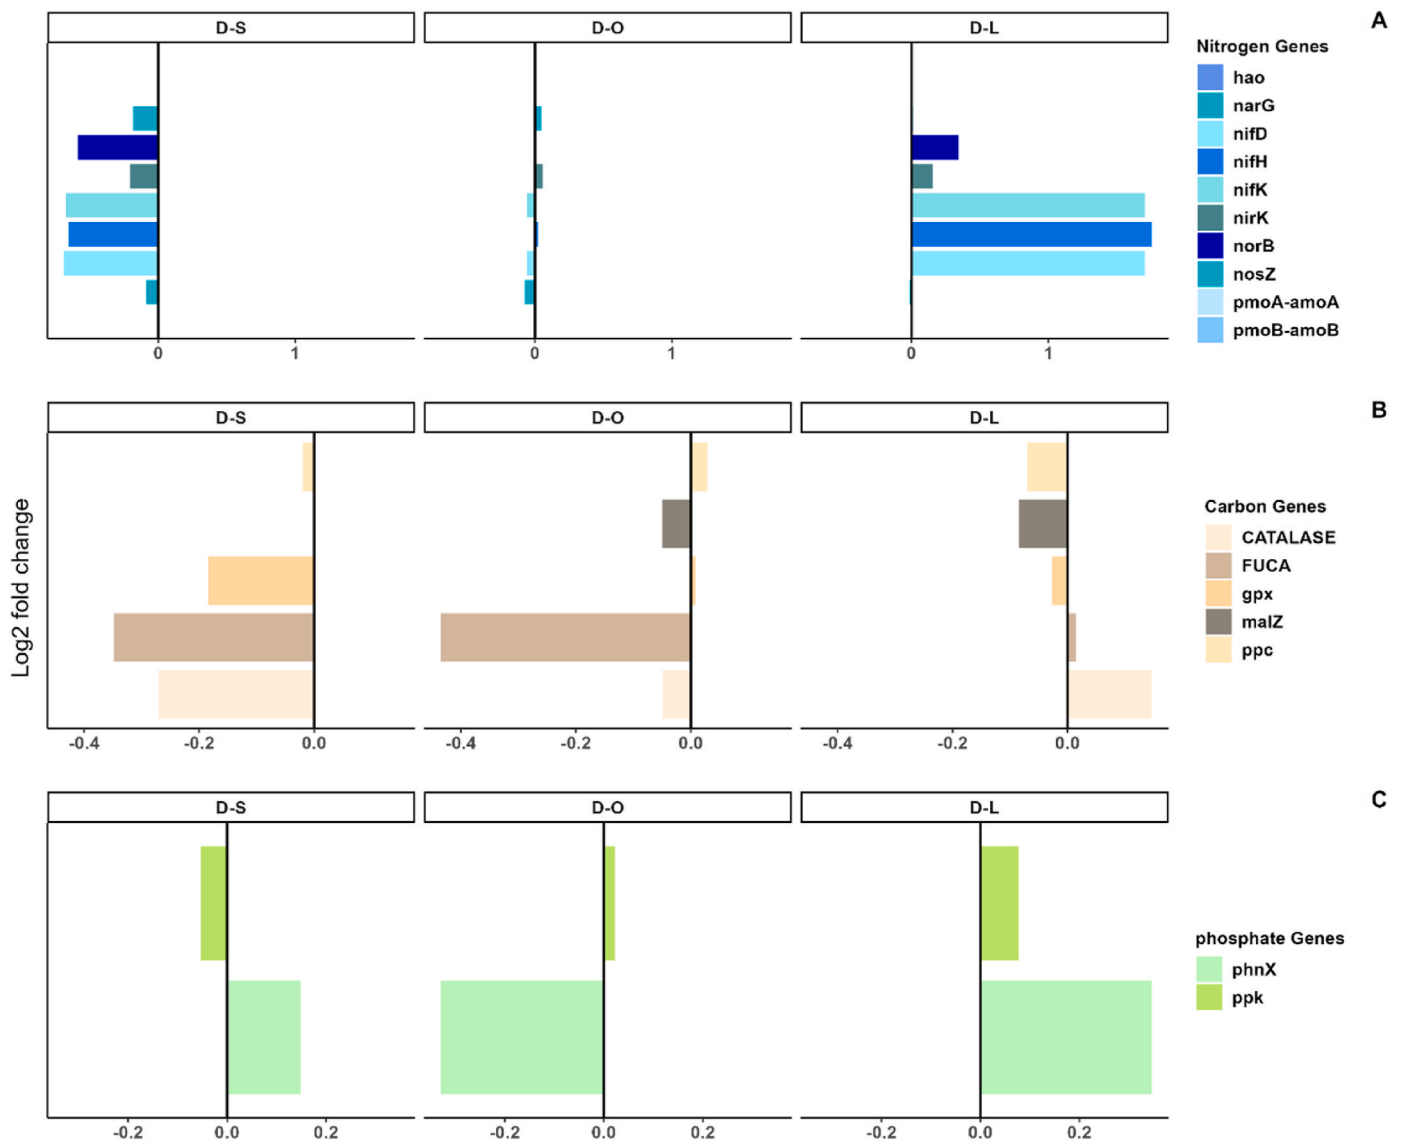 A
D-S D-O D-L
Nitrogen Genes
hao
narG
nifD
nifH
nifK
nirK
norB
nosZ
pmoA-amoA
pmoB-amoB
0 1 0 1 0 1
B
D-S D-O D-L
Log2 fold change
Carbon Genes
CATALASE
FUCA
gpx
malZ
ppc
-0.4 -0.2 0.0 -0.4 -0.2 0.0 -0.4 -0.2 0.0
C
D-S D-O D-L
phosphate Genes
phnX
ppk
-0.2 0.0 0.2 -0.2 0.0 0.2 -0.2 0.0 0.2